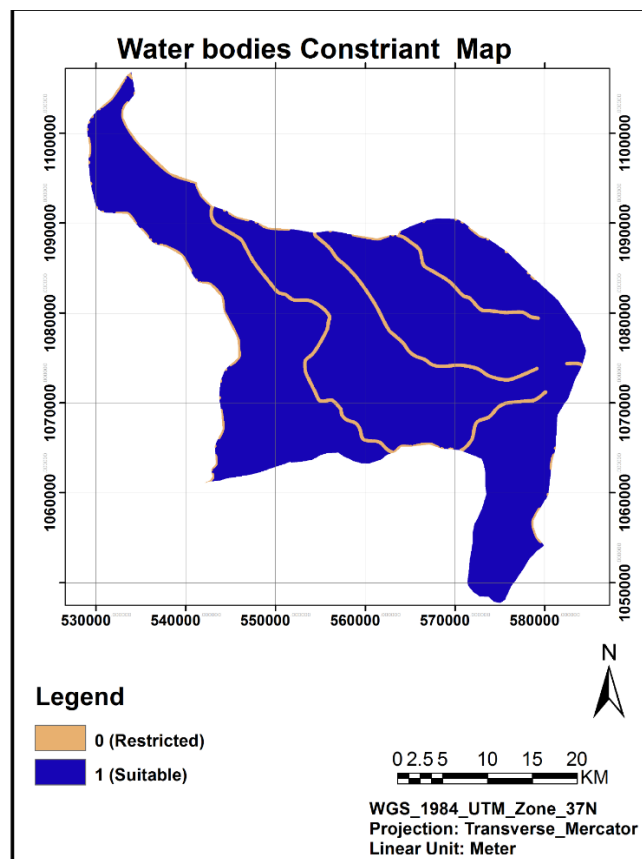 Water bodies Constriant Map
1100000
1090000
1080000
1070000
1060000
1100000
1090000
1080000
1070000
1060000
1050000
530000 540000 550000 560000 570000 580000
N
Legend
0 (Restricted)
1 (Suitable)
0 2.5 5 10 15 20
KM
WGS_1984_UTM_Zone_37N
Projection: Transverse_Mercator
Linear Unit: Meter